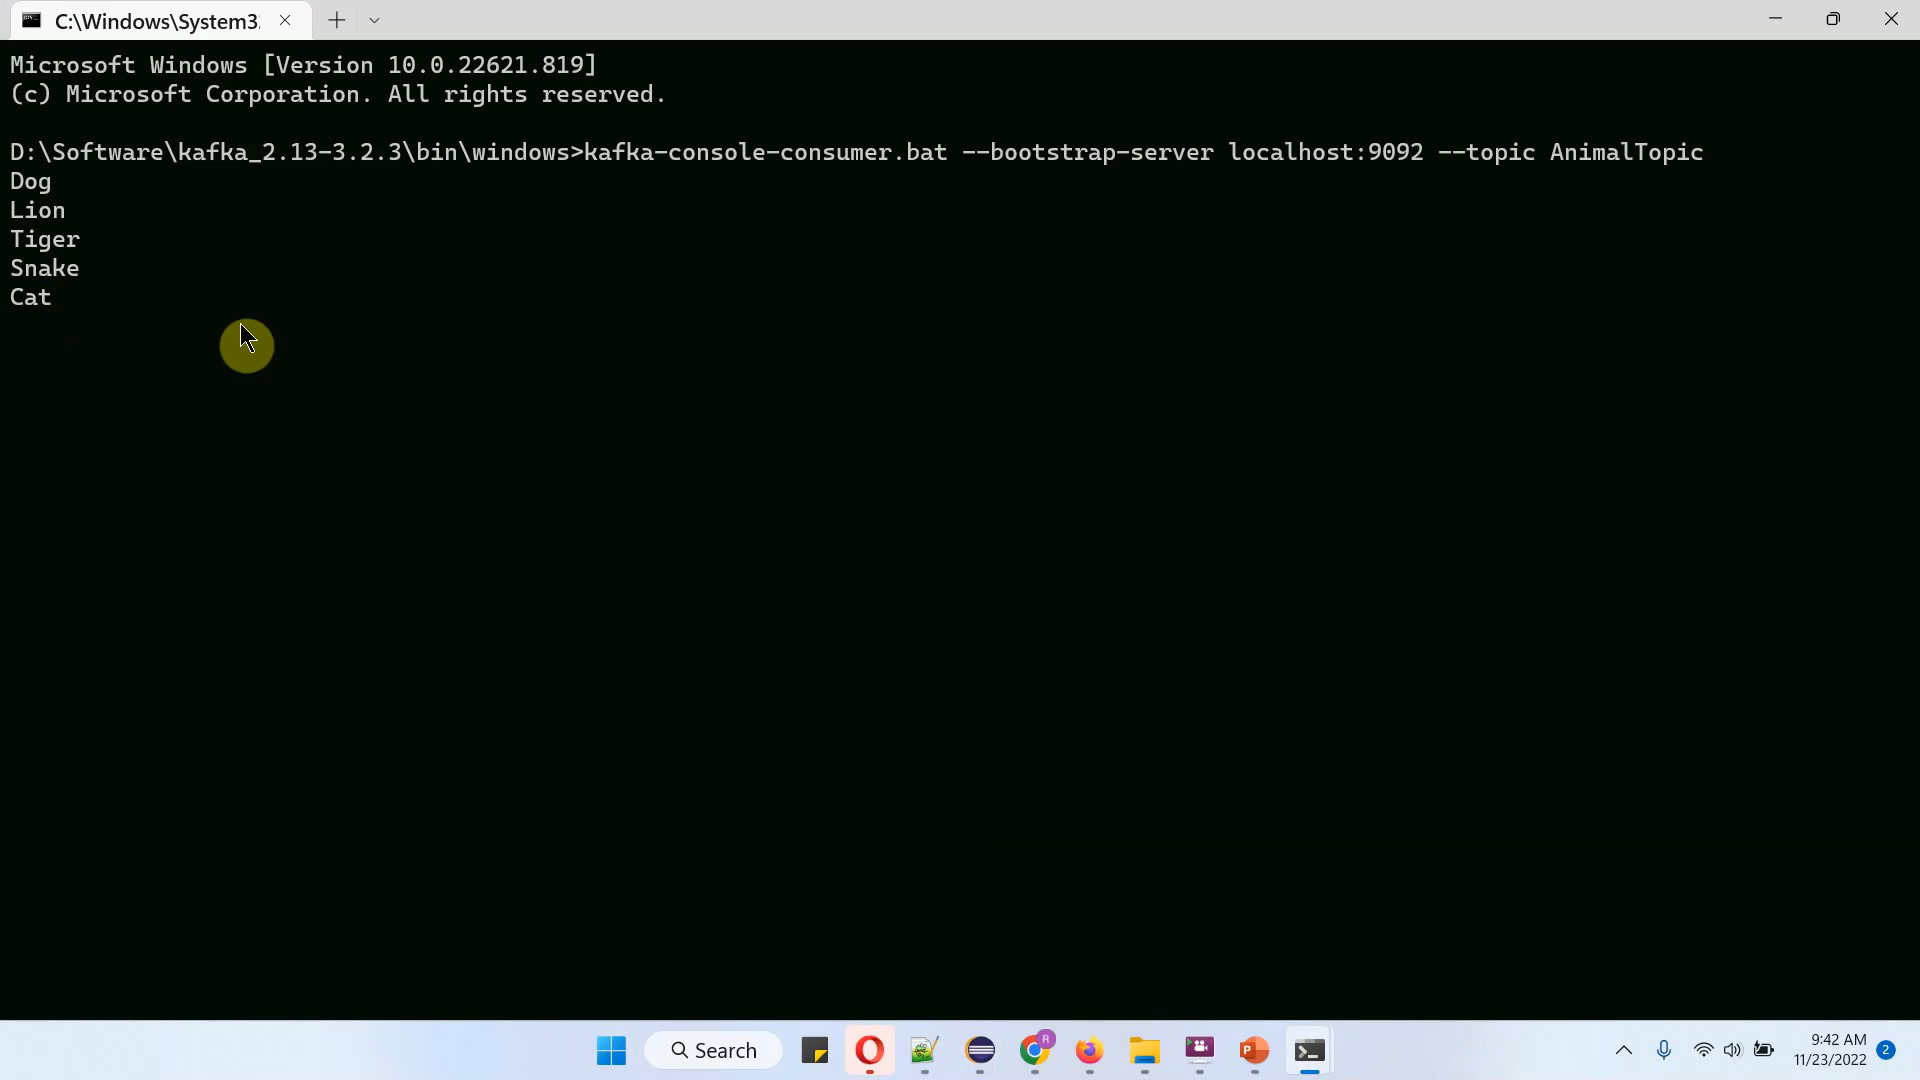 C:\Windows\System3
Microsoft Windows [Version 10.0.22621.819]
(c) Microsoft Corporation. All rights reserved.
D:\Software\kafka_2.13-3.2.3\bin\windows>kafka-console-consumer.bat --bootstrap-server localhost:9092 --topic AnimalTopic
Dog
Lion
Tiger
Snake
Cat
Search
R
P
9:42 AM
11/23/2022
2